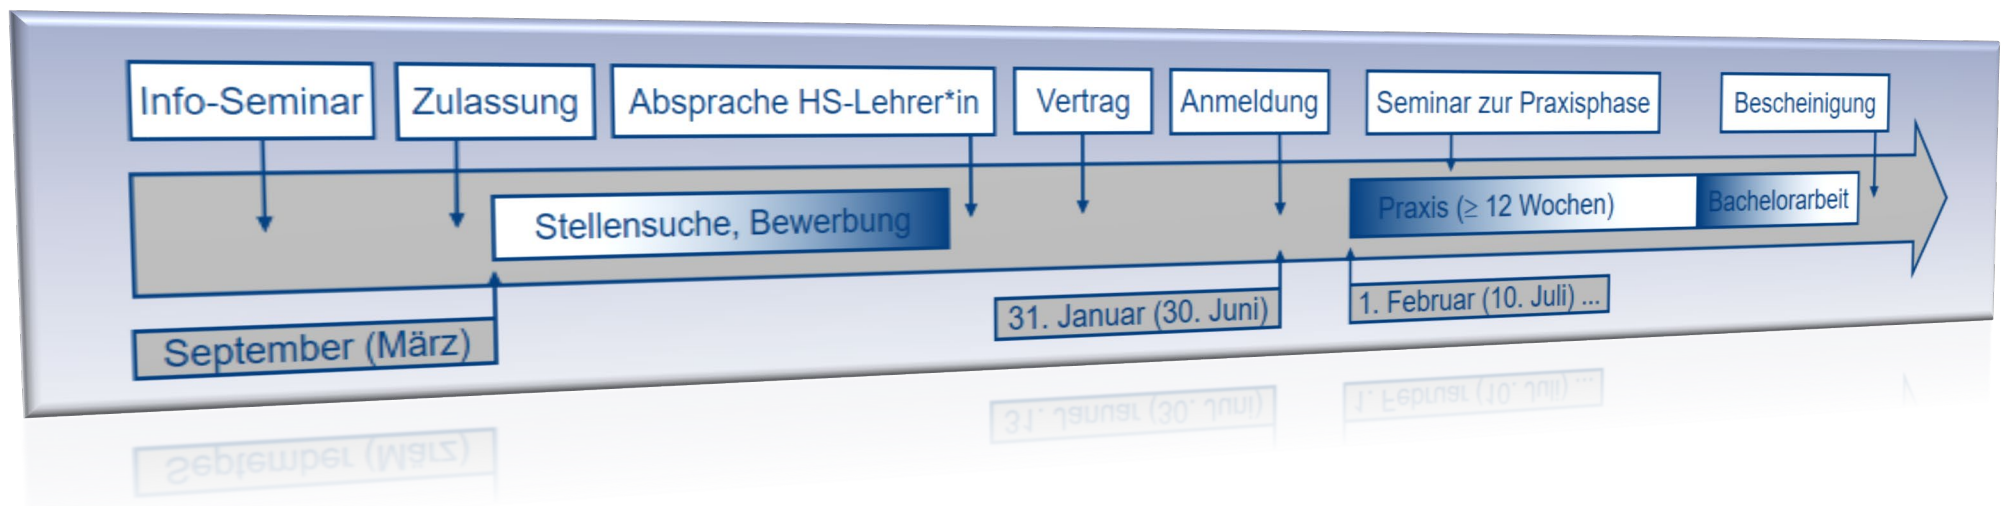 Info-Seminar
Zulassung
Absprache HS-Lehrer*in
Vertrag
Anmeldung
Seminar zur Praxisphase
Bescheinigung
Stellensuche, Bewerbung
Praxis (≥ 12 Wochen)
Bachelorarbeit
September (März)
31. Januar (30. Juni)
1. Februar (10. Juli) ...